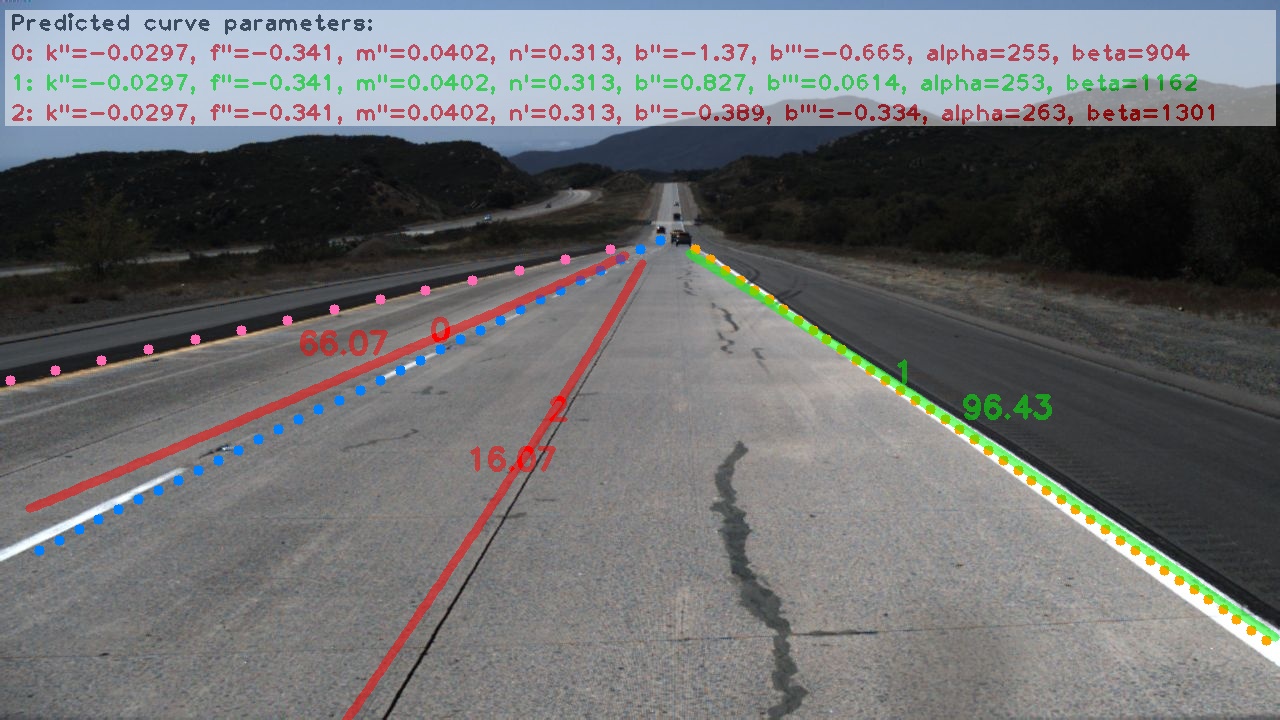 Predicted curve parameters:
0: k''=-0.0297, f''=-0.341, m''=0.0402, n'=0.313, b''=-1.37, b'''=-0.665, alpha=255, beta=904
1: k''=-0.0297, f''=-0.341, m''=0.0402, n'=0.313, b''=0.827, b'''=0.0614, alpha=253, beta=1162
2: k''=-0.0297, f''=-0.341, m''=0.0402, n'=0.313, b''=-0.389, b'''=-0.334, alpha=263, beta=1301
0
66.07
1
96.43
2
16.07